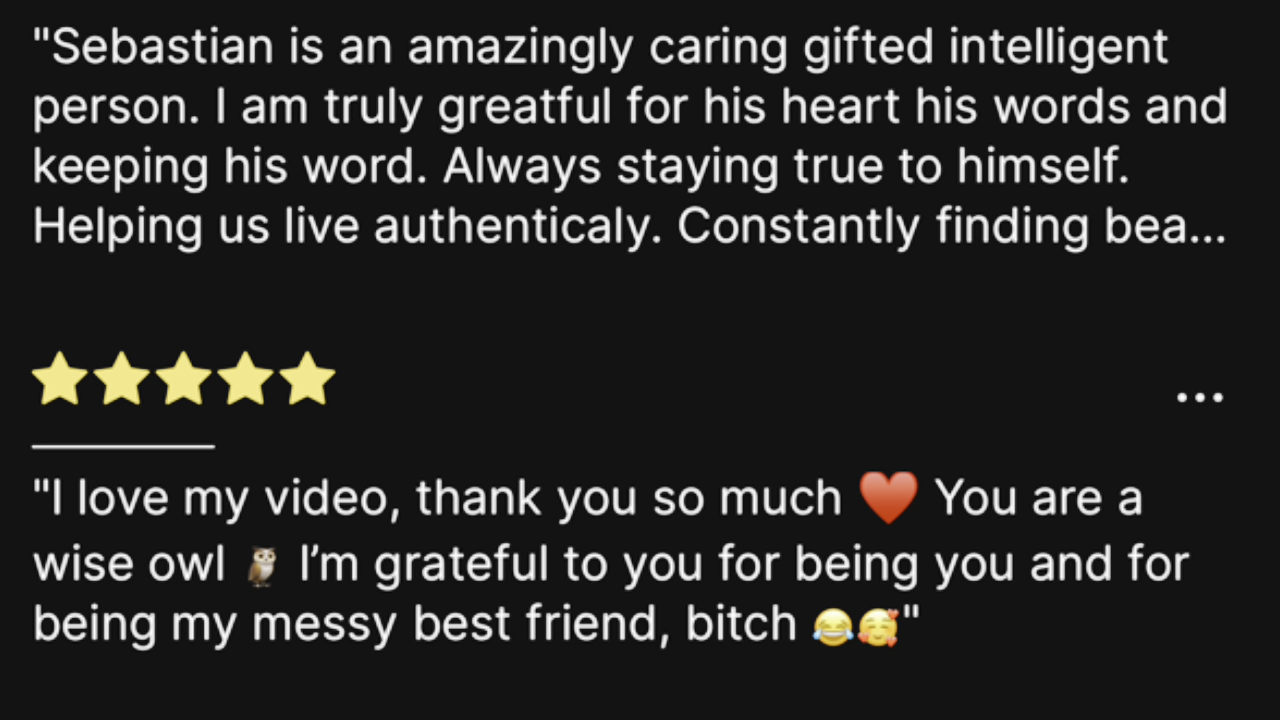 "Sebastian is an amazingly caring gifted intelligent
person. I am truly greatful for his heart his words and
keeping his word. Always staying true to himself.
Helping us live authenticaly. Constantly finding bea...
"I love my video, thank you so much ❤️ You are a
wise owl 🦉 I’m grateful to you for being you and for
being my messy best friend, bitch 😂🥰"